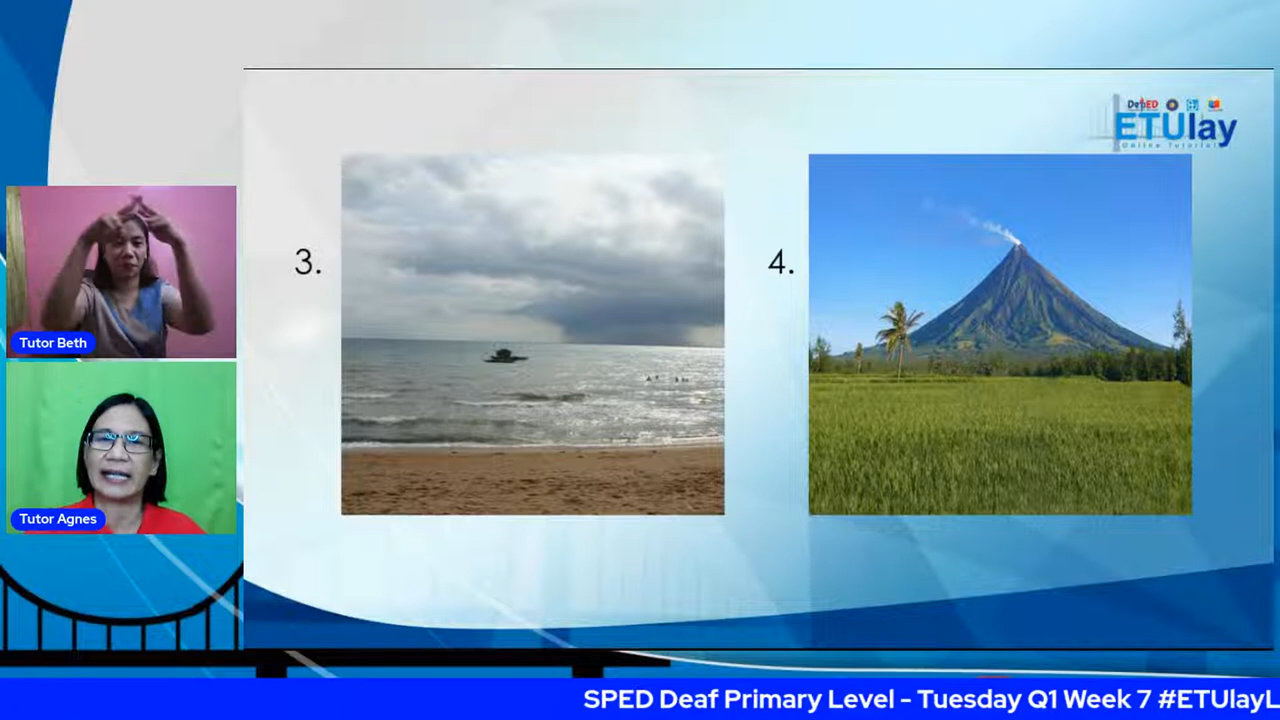 DepED
ETUlay
Online Tutorial
3.
4.
Tutor Beth
Tutor Agnes
SPED Deaf Primary Level - Tuesday Q1 Week 7 #ETUlayL